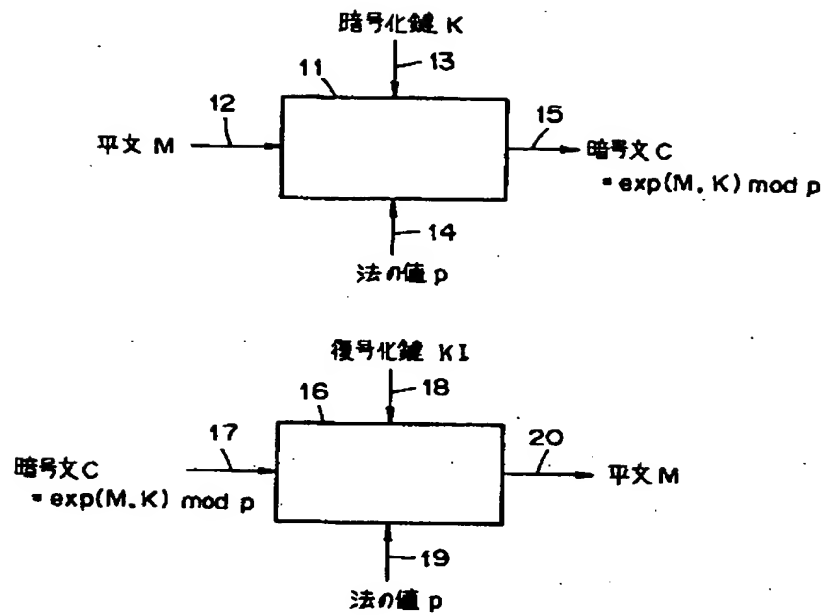 暗号化鍵 K
13
11
12
15
平文 M
暗号文 C
= exp(M, K) mod p
14
法の値 p
復号化鍵 KI
18
16
17
20
暗号文 C
= exp(M, K) mod p
平文 M
19
法の値 p